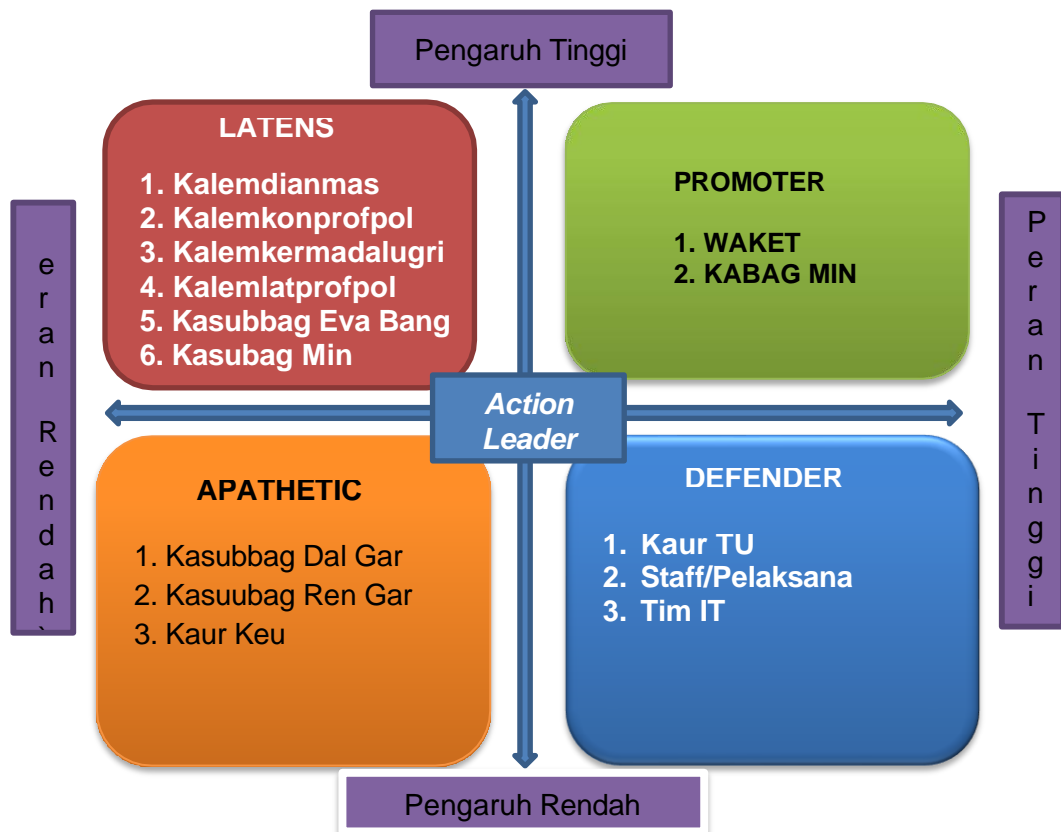 Pengaruh Tinggi
LATENS
1. Kalemdianmas
2. Kalemkonprofpol
3. Kalemkermadalugri
4. Kalemlatprofpol
5. Kasubbag Eva Bang
6. Kasubag Min
PROMOTER
1. WAKET
2. KABAG MIN
eran Rendah`
Peran Tinggi
Action
Leader
APATHETIC
1. Kasubbag Dal Gar
2. Kasuubag Ren Gar
3. Kaur Keu
DEFENDER
1. Kaur TU
2. Staff/Pelaksana
3. Tim IT
Pengaruh Rendah